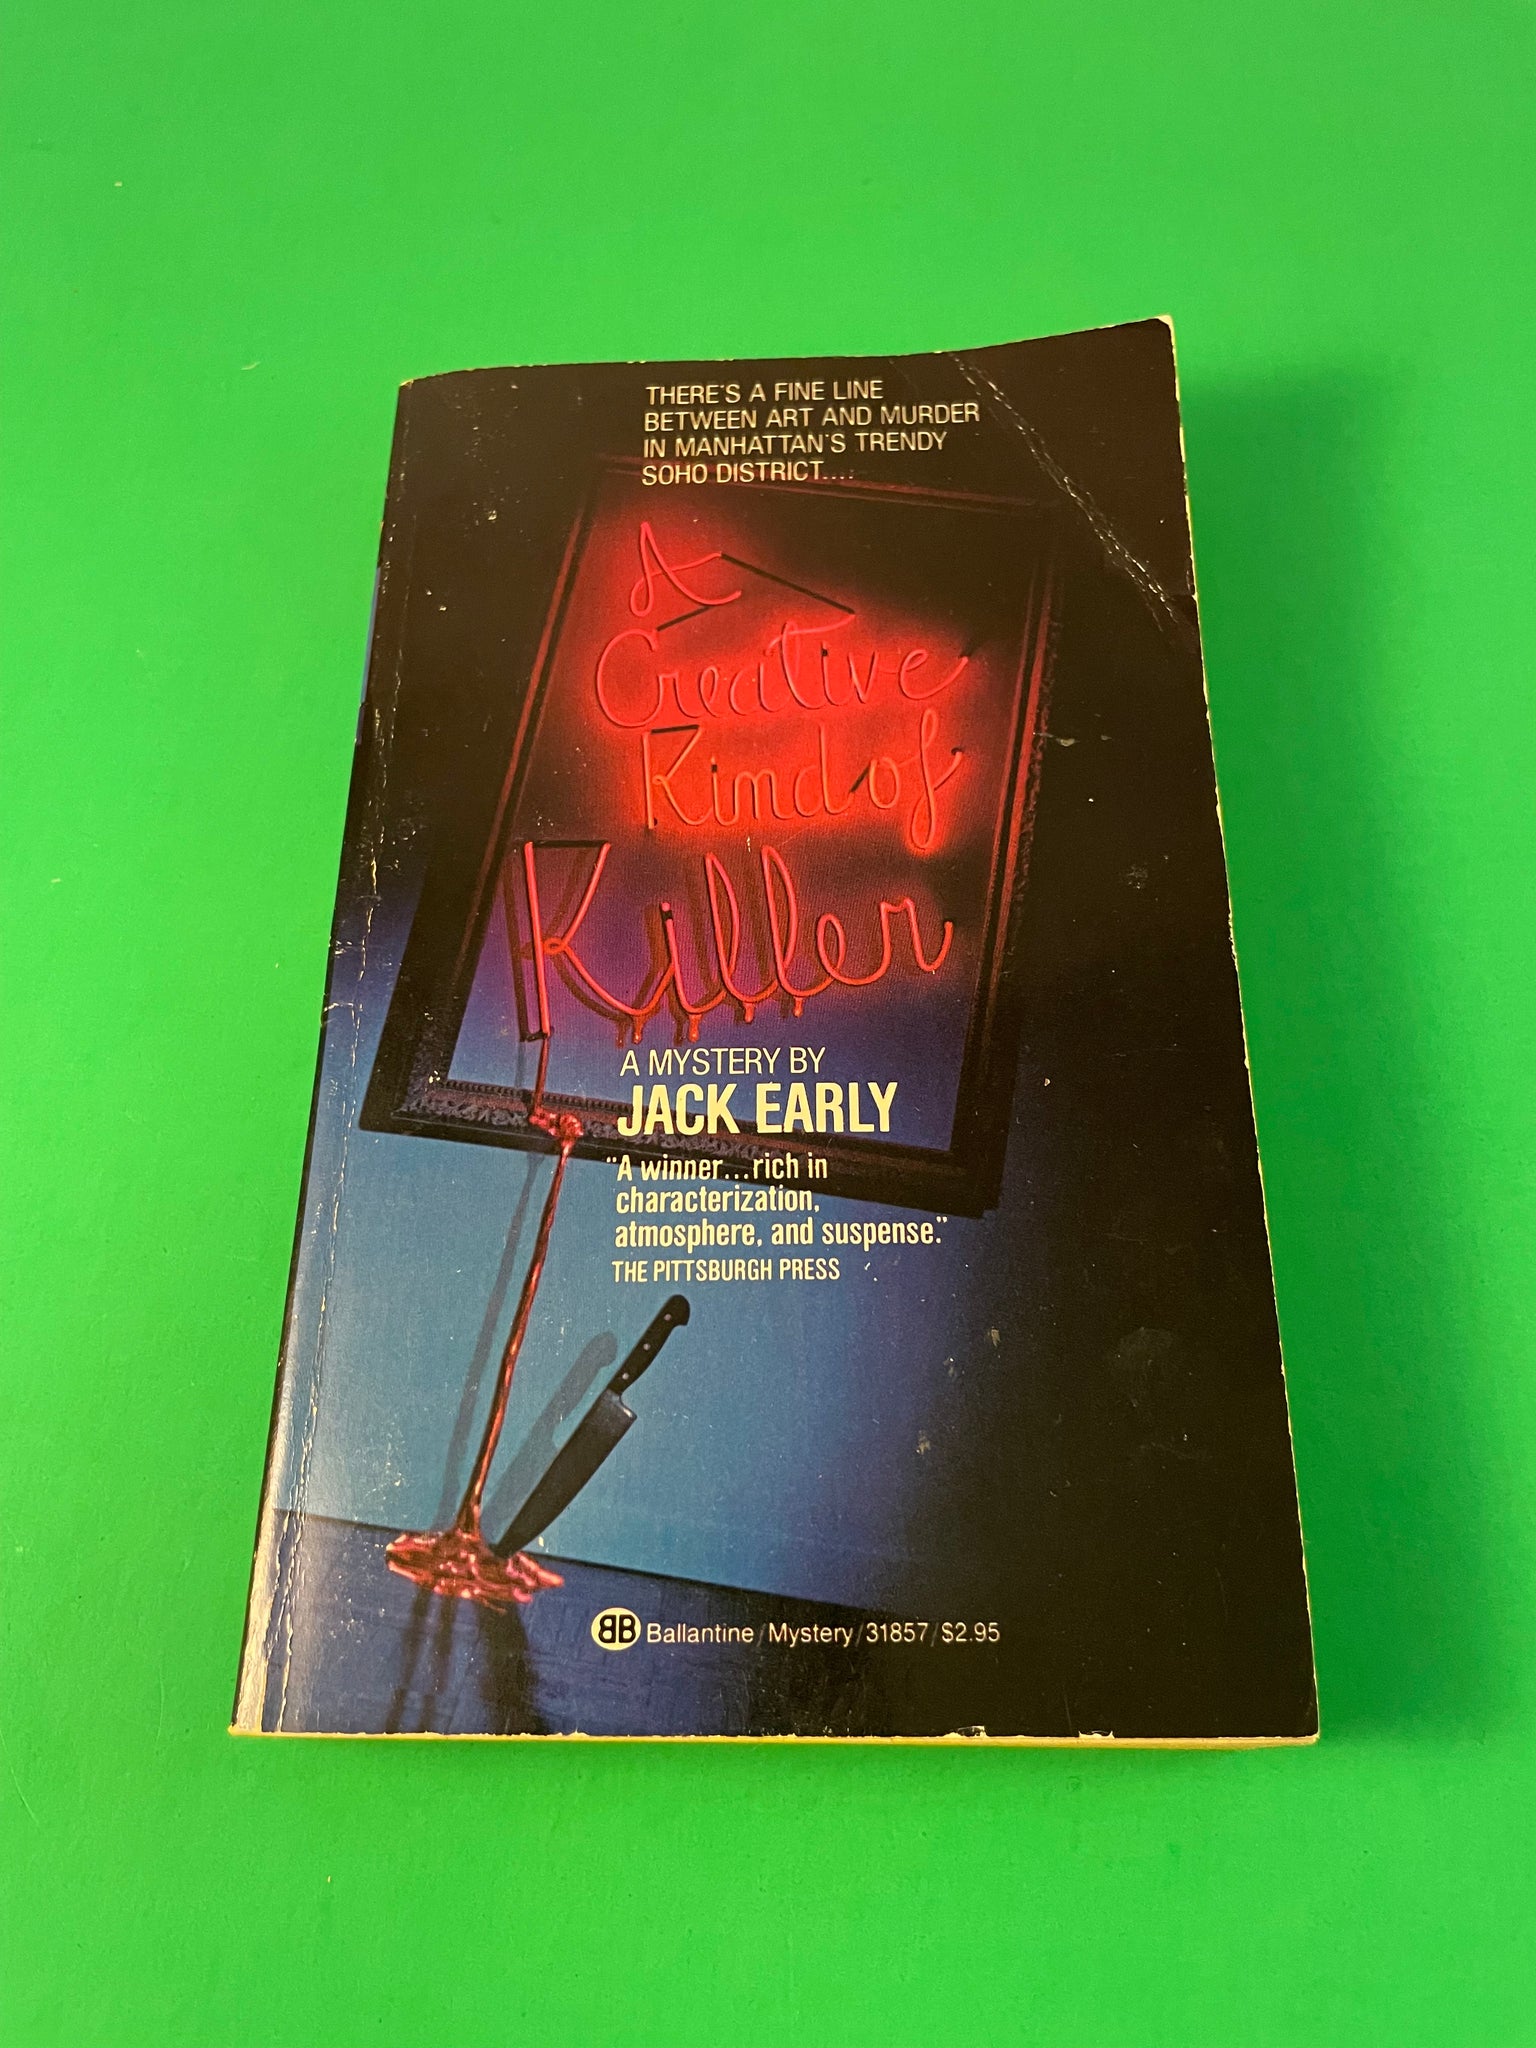 THERE'S A FINE LINE
BETWEEN ART AND MURDER
IN MANHATTAN'S TRENDY
SOHO DISTRICT....
A
Creative
Kind of
Killer
A MYSTERY BY
JACK EARLY
"A winner...rich in
characterization,
atmosphere, and suspense."
THE PITTSBURGH PRESS
BB Ballantine/Mystery/31857/$2.95